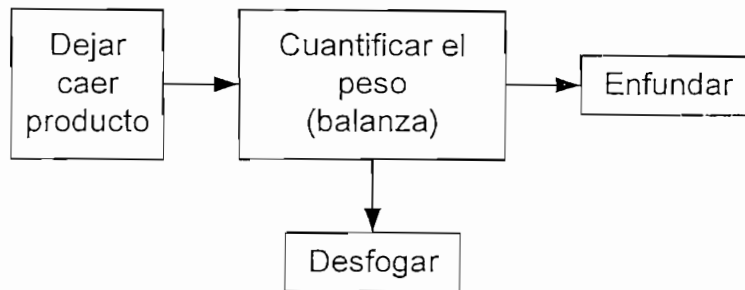 Dejar
caer
producto
Cuantificar el
peso
(balanza)
Enfundar
Desfogar